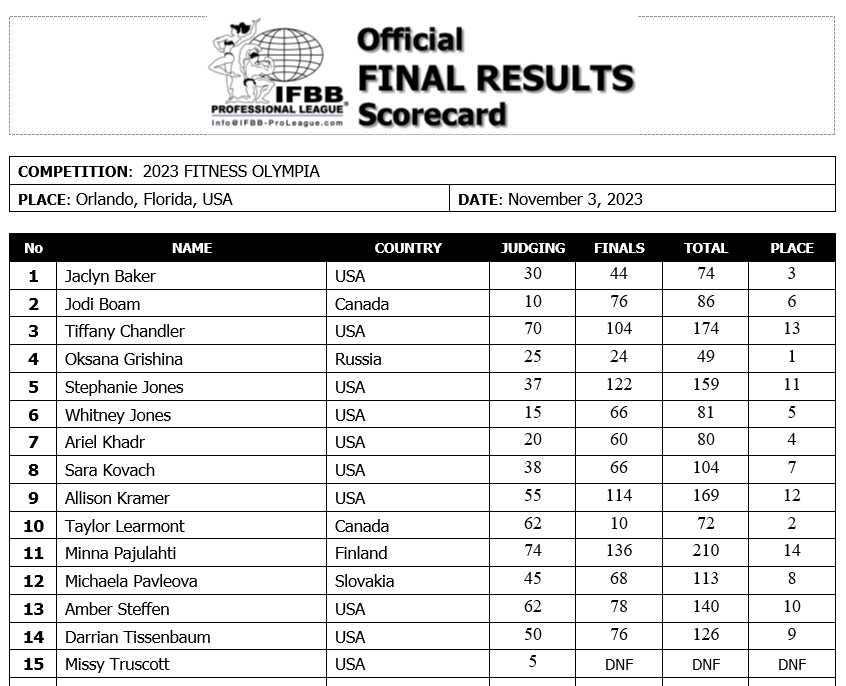 Official
FINAL RESULTS
Scorecard
IFBB
PROFESSIONAL LEAGUE®
Info@IFBB-ProLeague.com
COMPETITION: 2023 FITNESS OLYMPIA
PLACE: Orlando, Florida, USA DATE: November 3, 2023
No NAME COUNTRY JUDGING FINALS TOTAL PLACE
1 Jaclyn Baker USA 30 44 74 3
2 Jodi Boam Canada 10 76 86 6
3 Tiffany Chandler USA 70 104 174 13
4 Oksana Grishina Russia 25 24 49 1
5 Stephanie Jones USA 37 122 159 11
6 Whitney Jones USA 15 66 81 5
7 Ariel Khadr USA 20 60 80 4
8 Sara Kovach USA 38 66 104 7
9 Allison Kramer USA 55 114 169 12
10 Taylor Learmont Canada 62 10 72 2
11 Minna Pajulahti Finland 74 136 210 14
12 Michaela Pavleova Slovakia 45 68 113 8
13 Amber Steffen USA 62 78 140 10
14 Darrian Tissenbaum USA 50 76 126 9
15 Missy Truscott USA 5 DNF DNF DNF